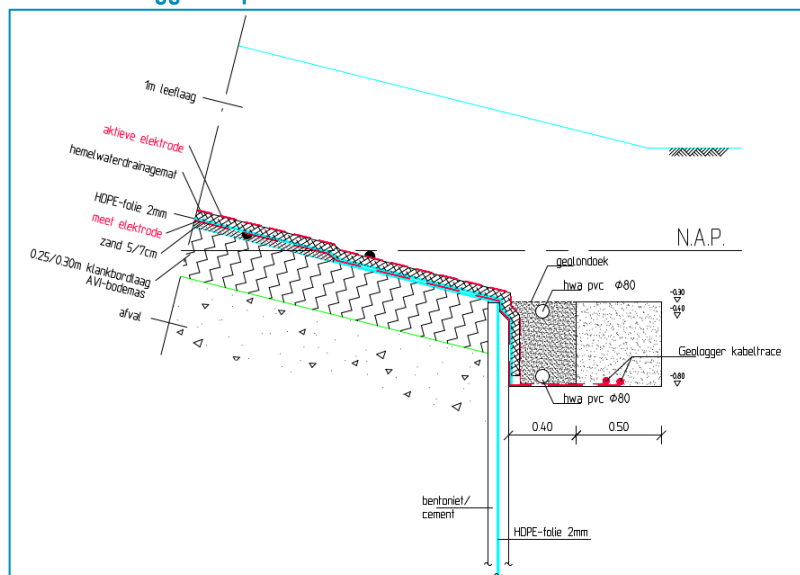 1m leeflaag
aktieve elektrode
hemelwaterdrainagemat
HDPE-folie 2mm
meet elektrode
zand 5/7cm
0.25/0.30m klankbordlaag
AVI-bodemas
afval
N.A.P.
geolondoek
hwa pvc Φ80
-0.30
-0.40
Geologger kabeltrace
-0.80
hwa pvc Φ80
0.40
0.50
bentoniet/
cement
HDPE-folie 2mm